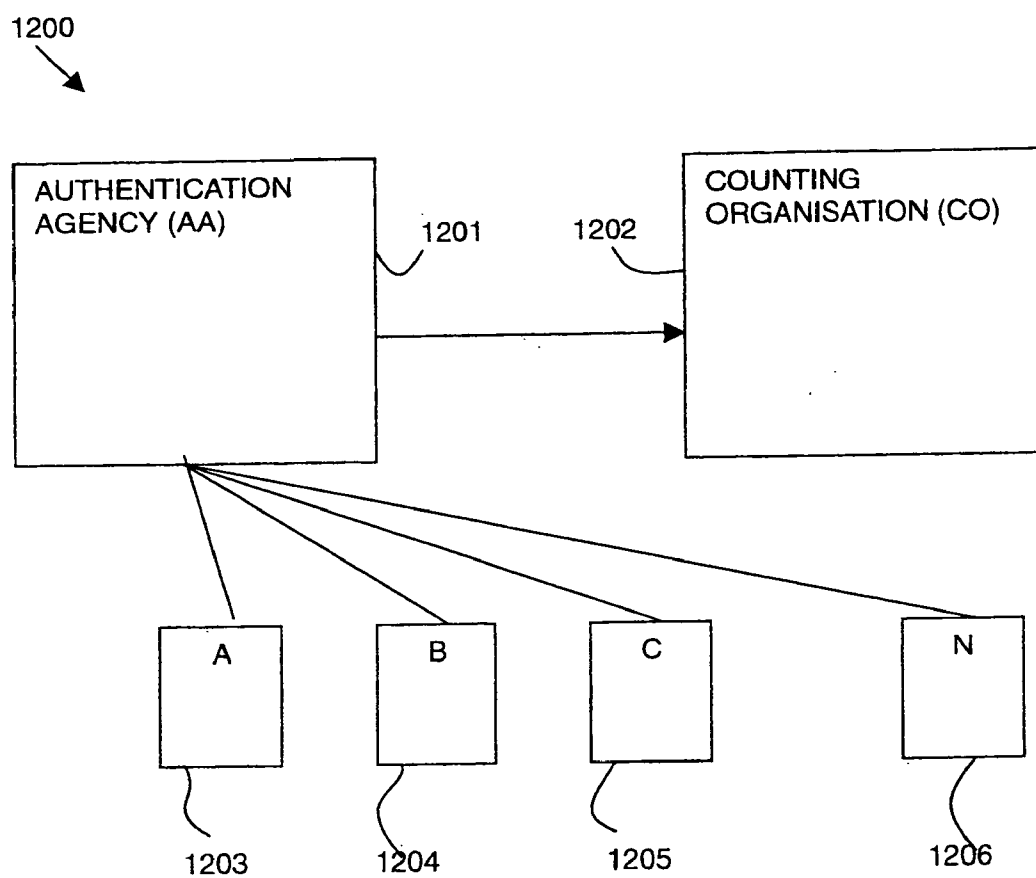 1200
AUTHENTICATION
AGENCY (AA)
COUNTING
ORGANISATION (CO)
1201
1202
A
B
C
N
1203
1204
1205
1206